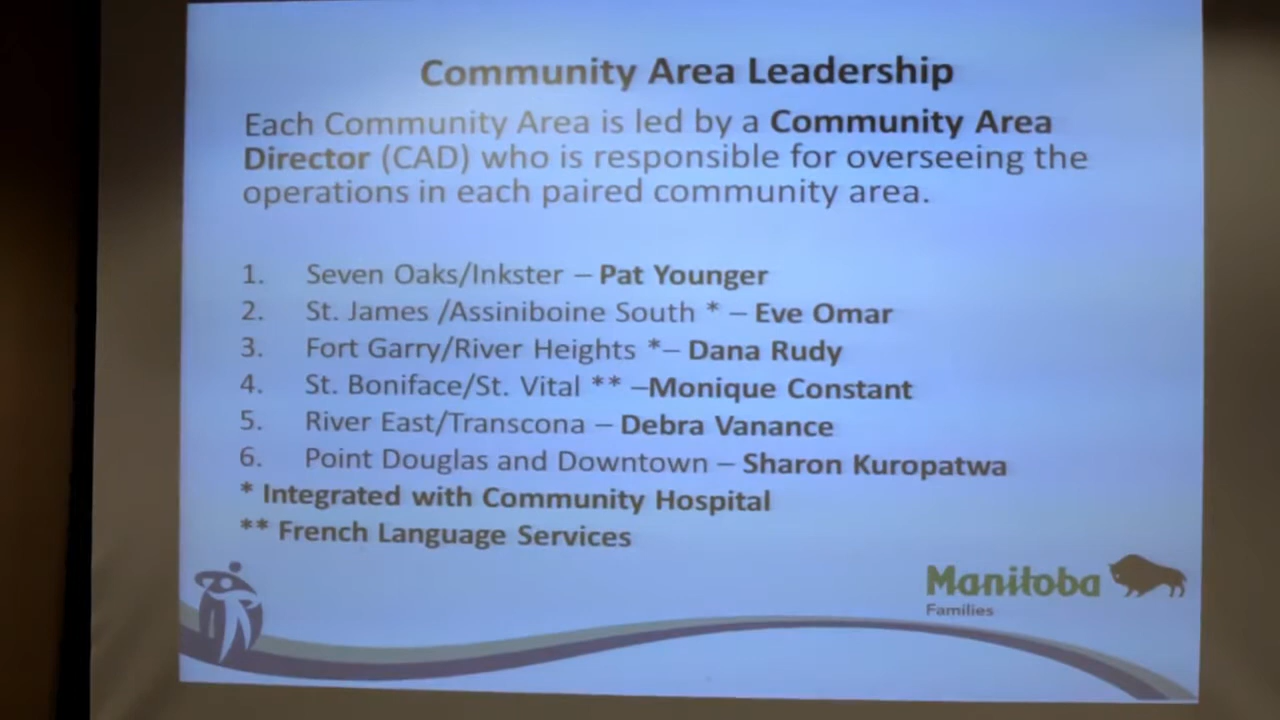 Community Area Leadership
Each Community Area is led by a Community Area
Director (CAD) who is responsible for overseeing the
operations in each paired community area.
1. Seven Oaks/Inkster – Pat Younger
2. St. James /Assiniboine South * – Eve Omar
3. Fort Garry/River Heights *– Dana Rudy
4. St. Boniface/St. Vital ** –Monique Constant
5. River East/Transcona – Debra Vanance
6. Point Douglas and Downtown – Sharon Kuropatwa
* Integrated with Community Hospital
** French Language Services
Manitoba
Families